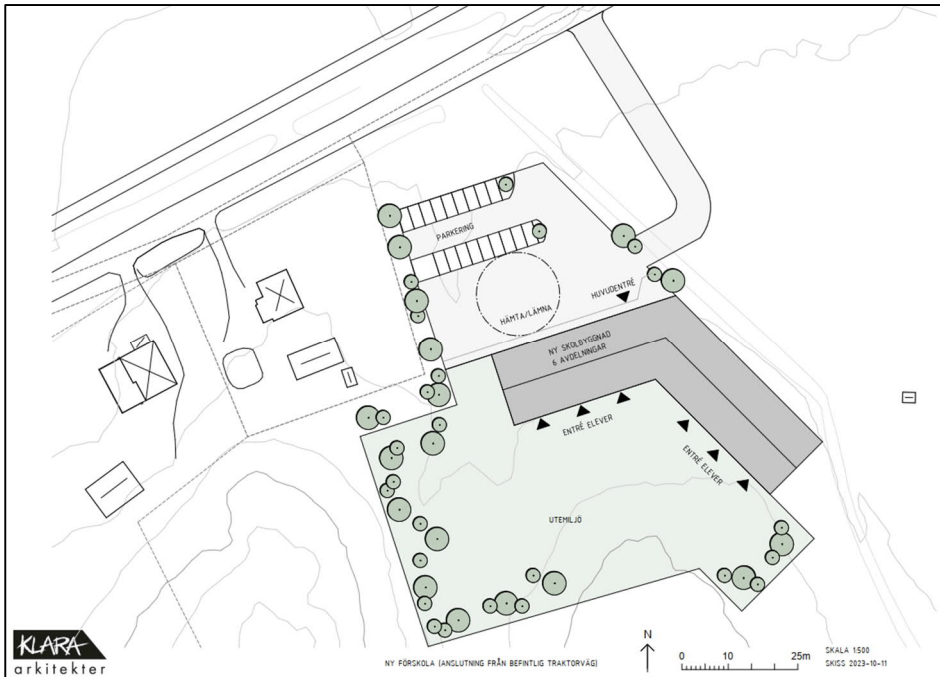 PARKERING
HÄMTA/LÄMNA
HUVUDENTRÉ
NY SKOLBYGGNAD
6 AVDELNINGAR
ENTRÉ ELEVER
ENTRÉ ELEVER
UTEMILJÖ
KLARA
arkitekter
NY FÖRSKOLA (ANSLUTNING FRÅN BEFINTLIG TRAKTORVÄG)
N
0 10 25m
SKALA 1:500
SKISS 2023-10-11